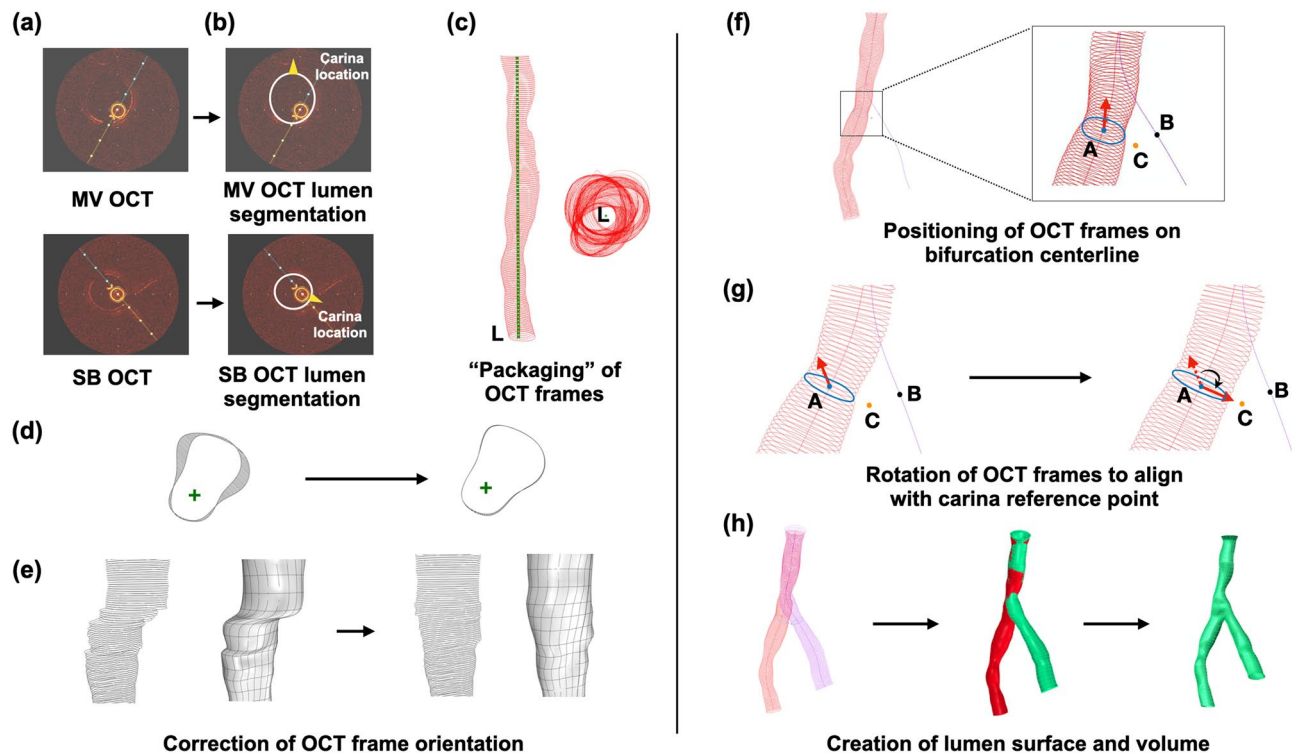 (a)
(b)
Carina
location
MV OCT
MV OCT lumen
segmentation
Carina
location
SB OCT
SB OCT lumen
segmentation
(c)
L
L
“Packaging” of
OCT frames
(d)
+
+
(e)
Correction of OCT frame orientation
(f)
A
B
C
Positioning of OCT frames on
bifurcation centerline
(g)
A
B
C
A
B
C
Rotation of OCT frames to align
with carina reference point
(h)
Creation of lumen surface and volume